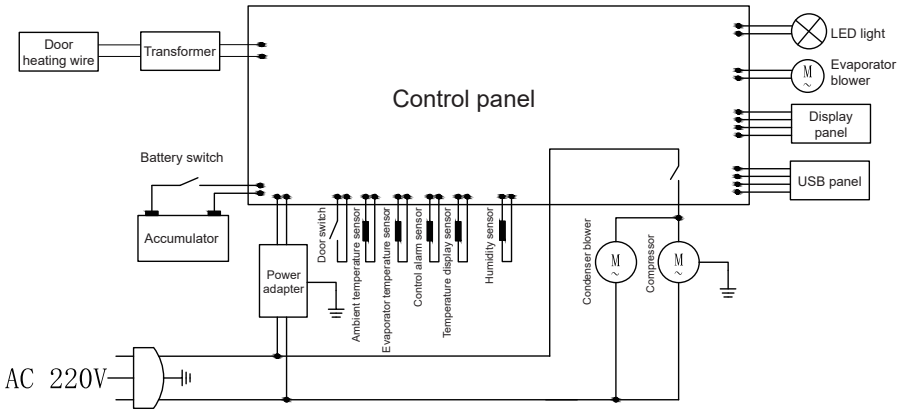 Door
heating wire
Transformer
LED light
Evaporator
blower
M
~
Control panel
Display
panel
Battery switch
USB panel
Accumulator
Door switch
Ambient temperature sensor
Evaporator temperature sensor
Control alarm sensor
Temperature display sensor
Humidity sensor
Condenser blower
M
~
Compressor
M
~
Power
adapter
AC 220V